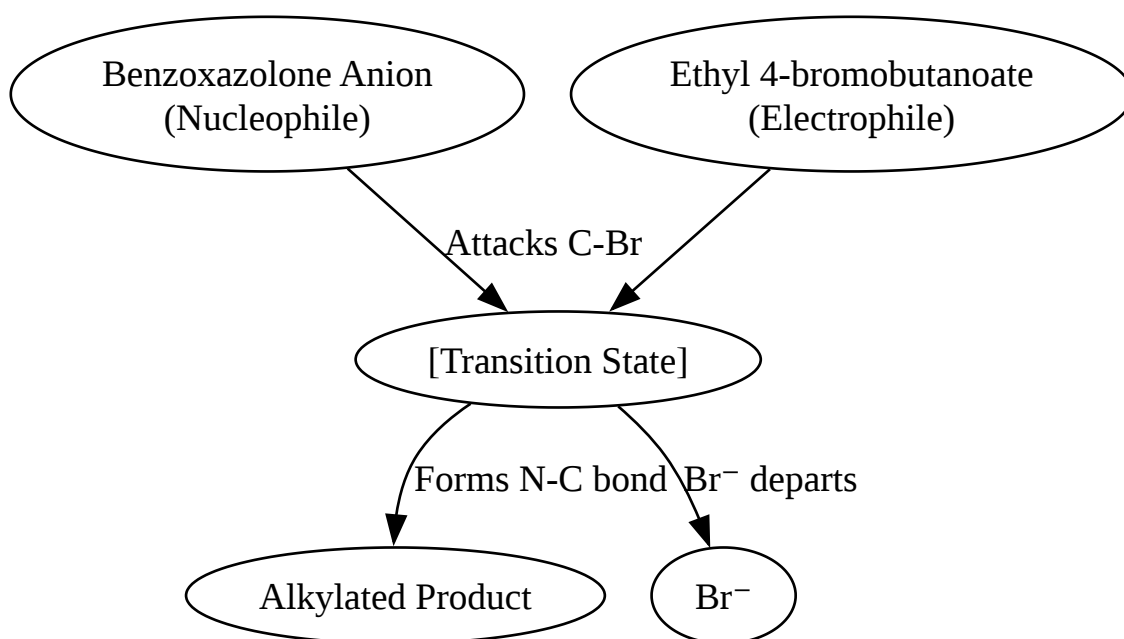 Benzoxazolone Anion
(Nucleophile)
Ethyl 4-bromobutanoate
(Electrophile)
Attacks C-Br
[Transition State]
Forms N-C bond
Br⁻ departs
Alkylated Product
Br⁻